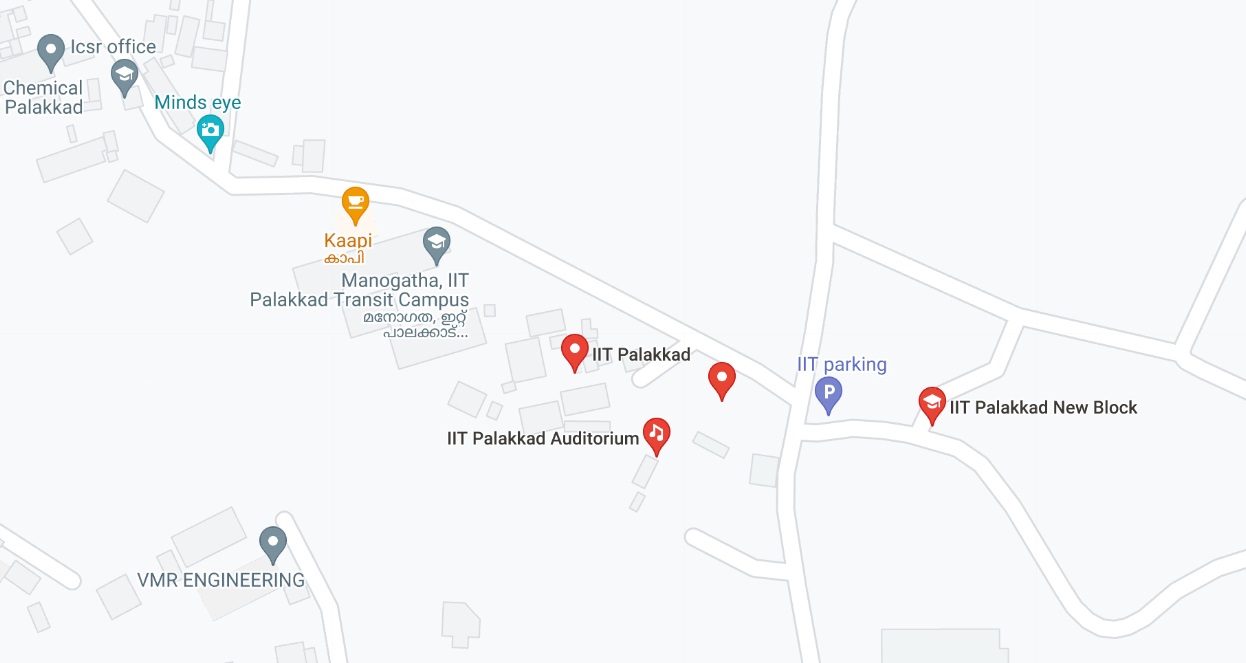 Icsr office
Chemical
Palakkad
Minds eye
Kaapi
കാപി
Manogatha, IIT
Palakkad Transit Campus
മനോഗത, ഇറ്റ്
പാലക്കാട്...
IIT Palakkad
IIT parking
P
IIT Palakkad New Block
IIT Palakkad Auditorium
VMR ENGINEERING